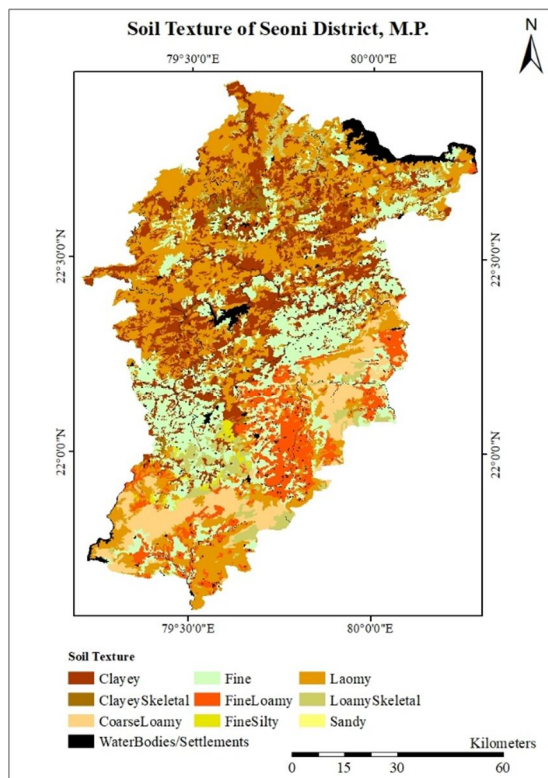 Soil Texture of Seoni District, M.P.
N
79°30'0"E 80°0'0"E
22°30'0"N 22°30'0"N
22°0'0"N 22°0'0"N
79°30'0"E 80°0'0"E
Soil Texture
Clayey Fine Laomy
ClayeySkeletal FineLoamy LoamySkeletal
CoarseLoamy FineSilty Sandy
WaterBodies/Settlements
Kilometers
0 15 30 60